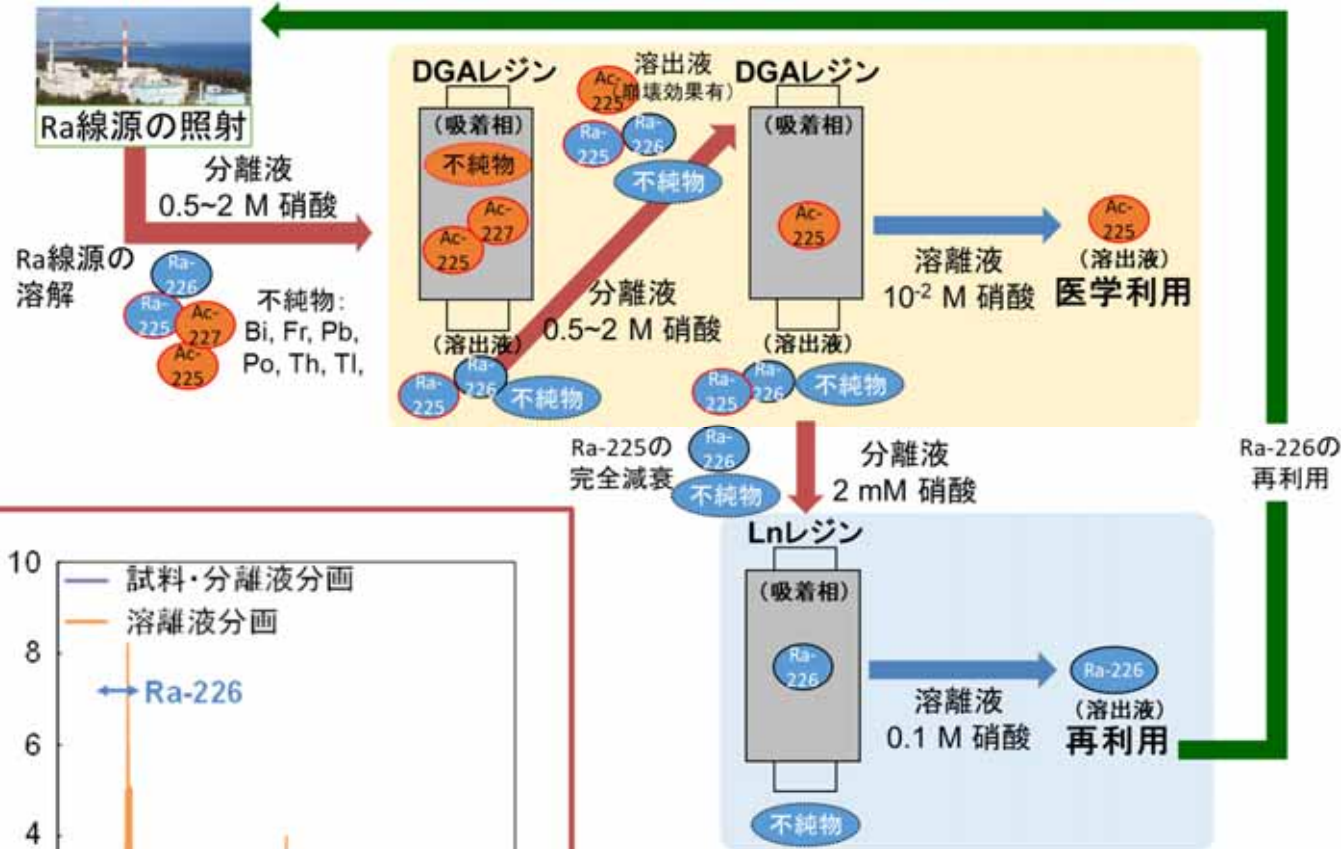 Ra線源の照射
分離液
0.5~2 M 硝酸
Ra線源の
溶解
Ra-
226
Ra-
225
Ac-
227
Ac-
225
不純物:
Bi, Fr, Pb,
Po, Th, Tl,
DGAレジン
(吸着相)
不純物
Ac-
227
Ac-
225
(溶出液)
Ra-
225
Ra-
226
不純物
溶出液
(崩壊効果有)
Ac-
225
Ra-
225
Ra-
226
不純物
分離液
0.5~2 M 硝酸
DGAレジン
(吸着相)
Ac-
225
(溶出液)
Ra-
225
Ra-
226
不純物
溶離液
10-2 M 硝酸
Ac-
225
(溶出液)
医学利用
Ra-225の
完全減衰
Ra-
226
不純物
分離液
2 mM 硝酸
Lnレジン
(吸着相)
Ra-
226
不純物
溶離液
0.1 M 硝酸
Ra-226
(溶出液)
再利用
Ra-226の
再利用
10
8
6
4
試料・分離液分画
溶離液分画
Ra-226